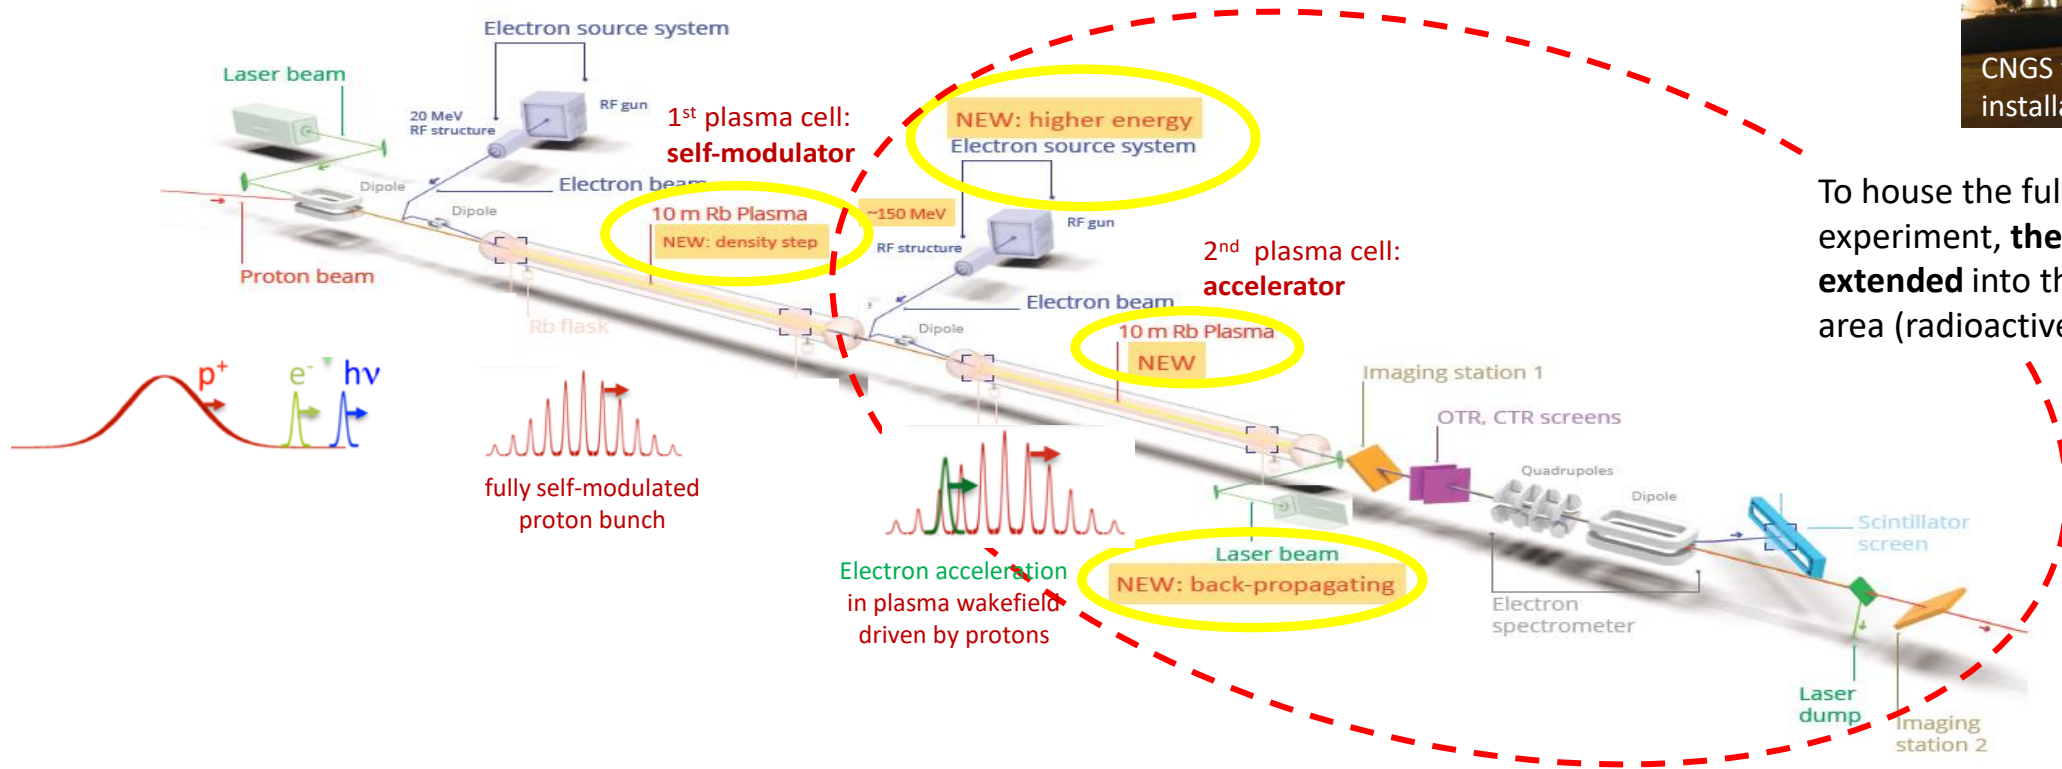 Electron source system
Laser beam
RF gun
20 MeV
RF structure
1st plasma cell:
self-modulator
Dipole
Electron beam
Dipole
Proton beam
10 m Rb Plasma
NEW: density step
Rb flask
NEW: higher energy
Electron source system
~150 MeV
RF structure
RF gun
2nd plasma cell:
accelerator
Electron beam
Dipole
10 m Rb Plasma
NEW
p+
e-
hν
fully self-modulated
proton bunch
Electron acceleration
in plasma wakefield
driven by protons
Laser beam
NEW: back-propagating
Imaging station 1
OTR, CTR screens
Quadrupoles
Dipole
Scintillator
screen
Electron
spectrometer
Laser
dump
Imaging
station 2
CNGS
To house the
experiment, the
extended into
area